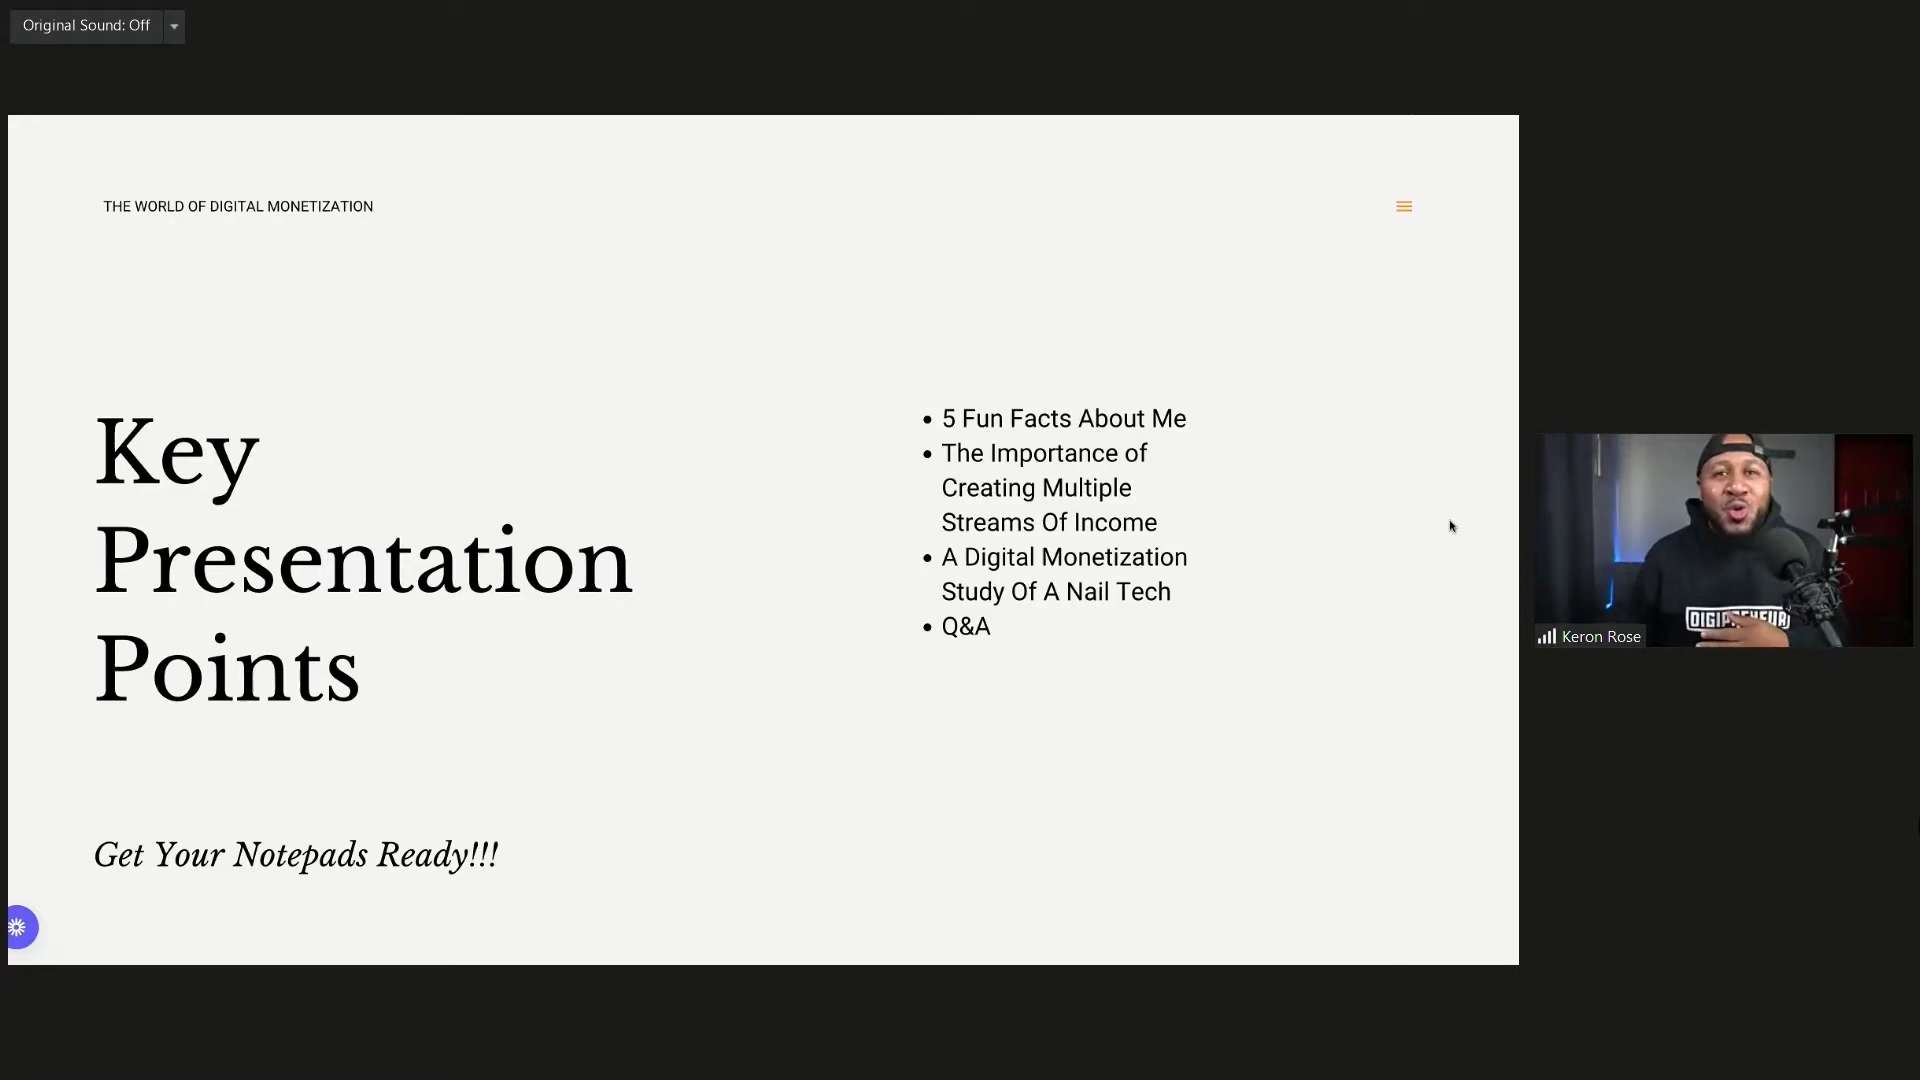 Original Sound: Off
THE WORLD OF DIGITAL MONETIZATION
Key
Presentation
Points
• 5 Fun Facts About Me
• The Importance of
Creating Multiple
Streams Of Income
• A Digital Monetization
Study Of A Nail Tech
• Q&A
Get Your Notepads Ready!!!
DIGIPRENEUR
Keron Rose